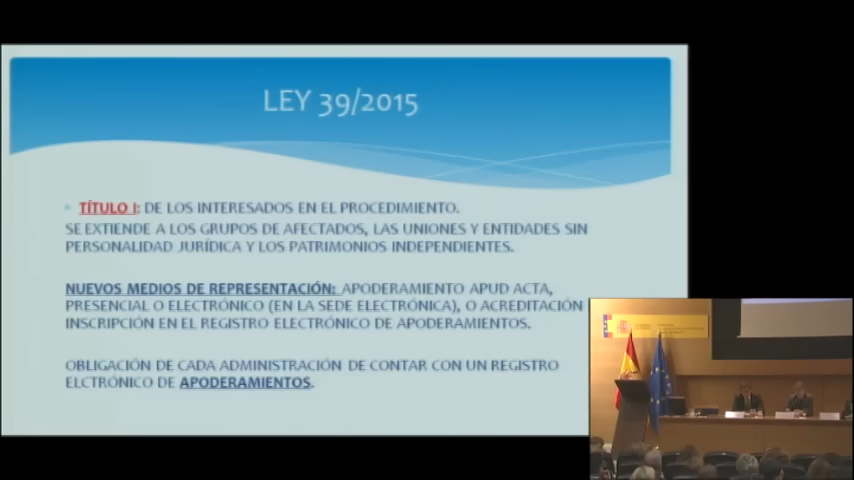 LEY 39/2015
TÍTULO I: DE LOS INTERESADOS EN EL PROCEDIMIENTO.
SE EXTIENDE A LOS GRUPOS DE AFECTADOS, LAS UNIONES Y ENTIDADES SIN
PERSONALIDAD JURÍDICA Y LOS PATRIMONIOS INDEPENDIENTES.
NUEVOS MEDIOS DE REPRESENTACIÓN: APODERAMIENTO APUD ACTA,
PRESENCIAL O ELECTRÓNICO (EN LA SEDE ELECTRÓNICA), O ACREDITACIÓN
INSCRIPCIÓN EN EL REGISTRO ELECTRÓNICO DE APODERAMIENTOS.
OBLIGACIÓN DE CADA ADMINISTRACIÓN DE CONTAR CON UN REGISTRO
ELCTRÓNICO DE APODERAMIENTOS.